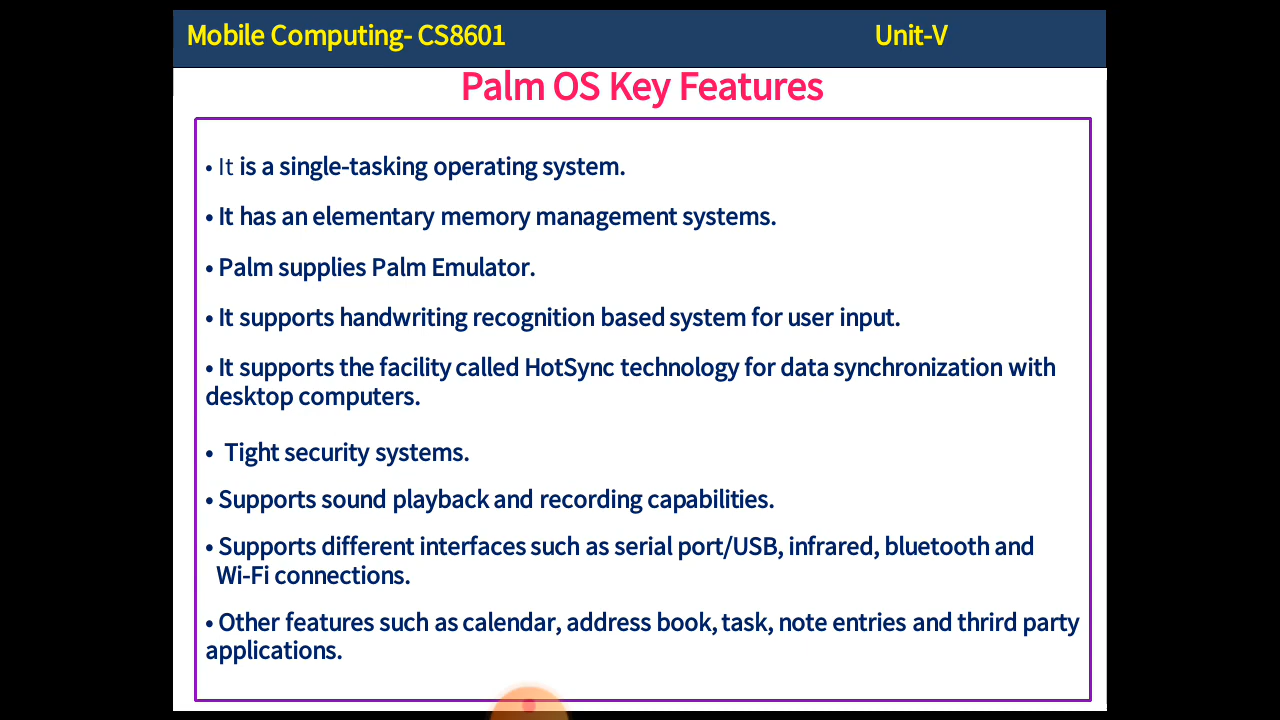 Mobile Computing- CS8601 Unit-V
Palm OS Key Features
• It is a single-tasking operating system.
• It has an elementary memory management systems.
• Palm supplies Palm Emulator.
• It supports handwriting recognition based system for user input.
• It supports the facility called HotSync technology for data synchronization with
desktop computers.
• Tight security systems.
• Supports sound playback and recording capabilities.
• Supports different interfaces such as serial port/USB, infrared, bluetooth and
Wi-Fi connections.
• Other features such as calendar, address book, task, note entries and thrird party
applications.